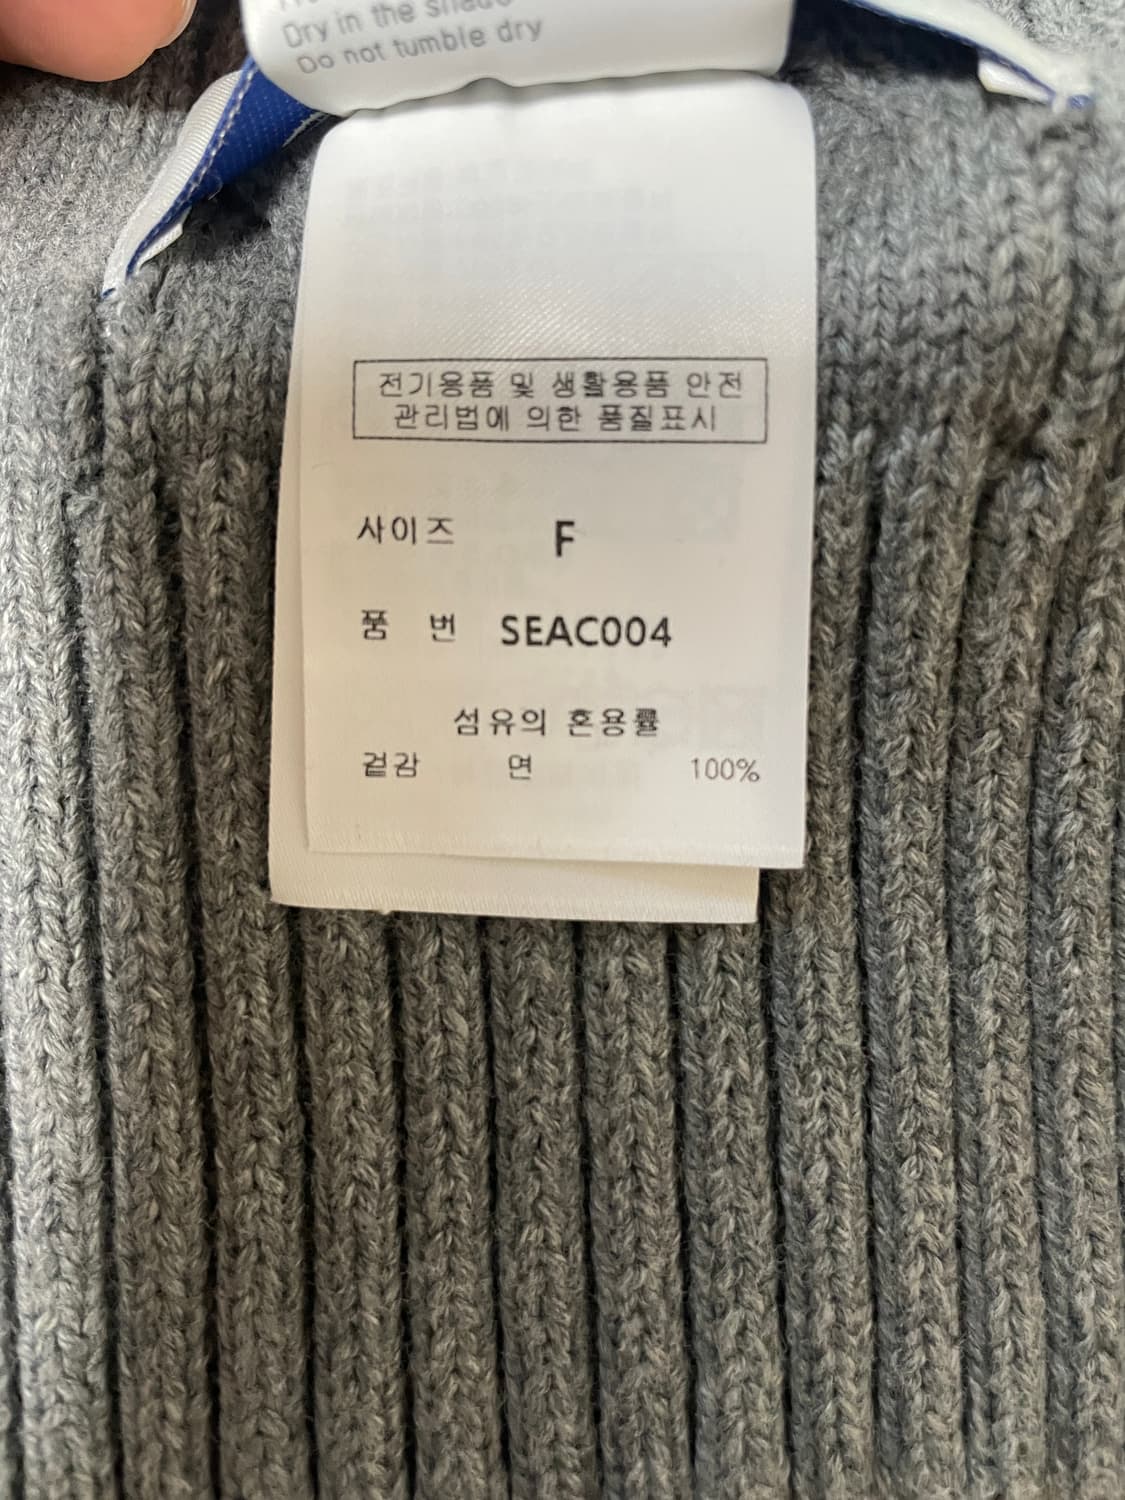 Dry in the shade
Do not tumble dry
전기용품 및 생활용품 안전
관리법에 의한 품질표시
사이즈 F
품 번 SEAC004
섬유의 혼용률
겉감 면 100%